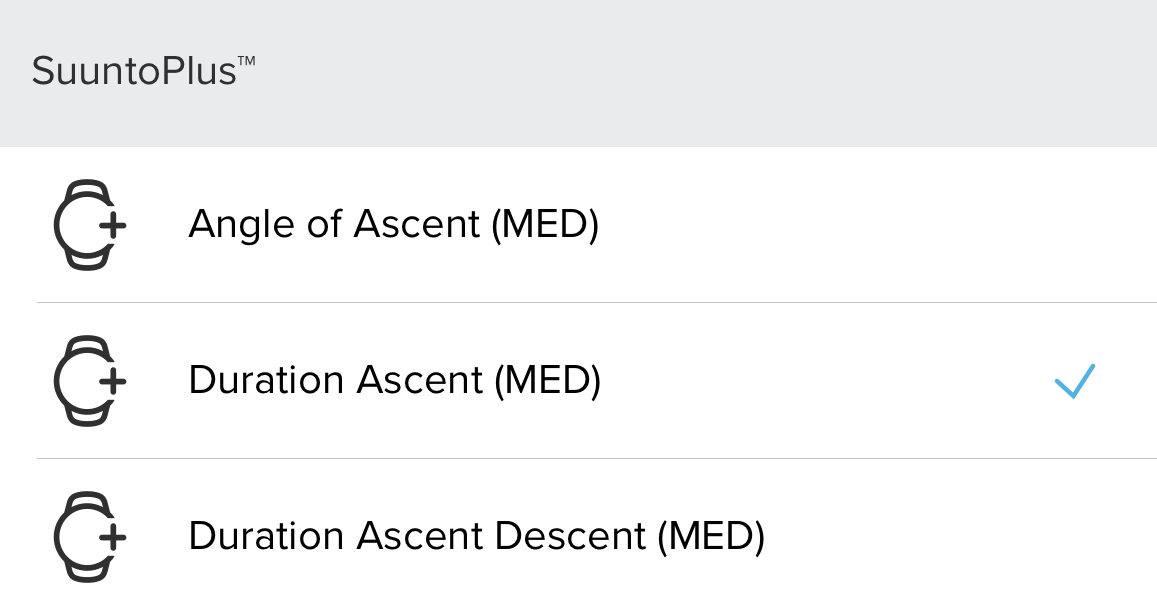 SuuntoPlus™
Angle of Ascent (MED)
Duration Ascent (MED)
Duration Ascent Descent (MED)